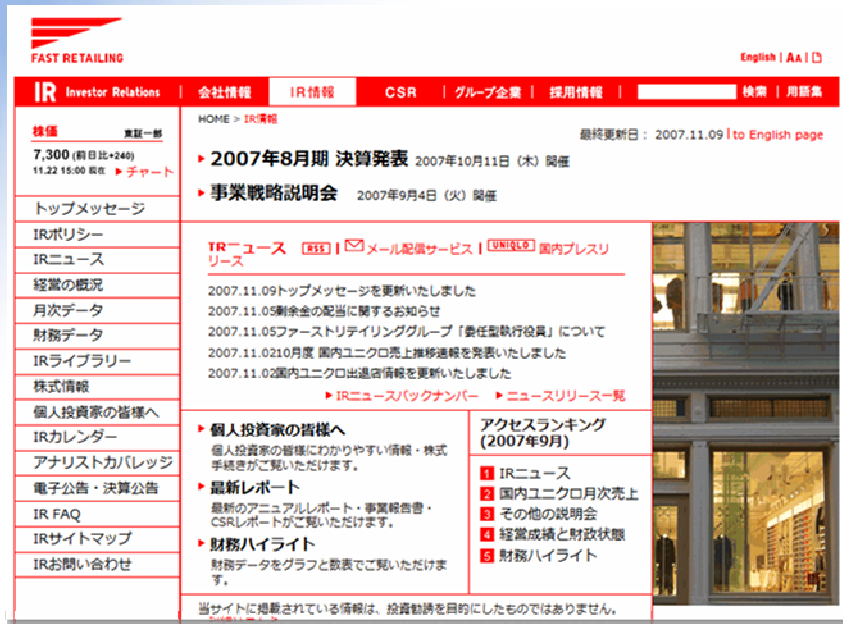 FAST RETAILING
English | AA |
IR Investor Relations | 会社情報 IR情報 CSR | グループ企業 | 採用情報 | 検索 | 用語集
株価 東証一部
7,300 (前日比+240)
11.22 15:00 現在 チャート
トップメッセージ
IRポリシー
IRニュース
経営の概況
月次データ
財務データ
IRライブラリー
株式情報
個人投資家の皆様へ
IRカレンダー
アナリストカバレッジ
電子公告・決算公告
IR FAQ
IRサイトマップ
IRお問い合わせ
HOME > IR情報
最終更新日: 2007.11.09 | to English page
2007年8月期 決算発表 2007年10月11日（木）開催
事業戦略説明会 2007年9月4日（火）開催
IRニュース RSS | メール配信サービス | UNIQLO 国内プレスリ
リース
2007.11.09トップメッセージを更新いたしました
2007.11.05剰余金の配当に関するお知らせ
2007.11.05ファーストリテイリンググループ「委任型執行役員」について
2007.11.0210月度 国内ユニクロ売上推移速報を発表いたしました
2007.11.02国内ユニクロ出退店情報を更新いたしました
IRニュースバックナンバー ニュースリリース一覧
個人投資家の皆様へ
個人投資家の皆様にわかりやすい情報・株式
手続きがご覧いただけます。
最新レポート
最新のアニュアルレポート・事業報告書・
CSRレポートがご覧いただけます。
財務ハイライト
財務データをグラフと数表でご覧いただけま
す。
アクセスランキング
(2007年9月)
1 IRニュース
2 国内ユニクロ月次売上
3 その他の説明会
4 経営成績と財政状態
5 財務ハイライト
当サイトに掲載されている情報は、投資勧誘を目的にしたものではありません。